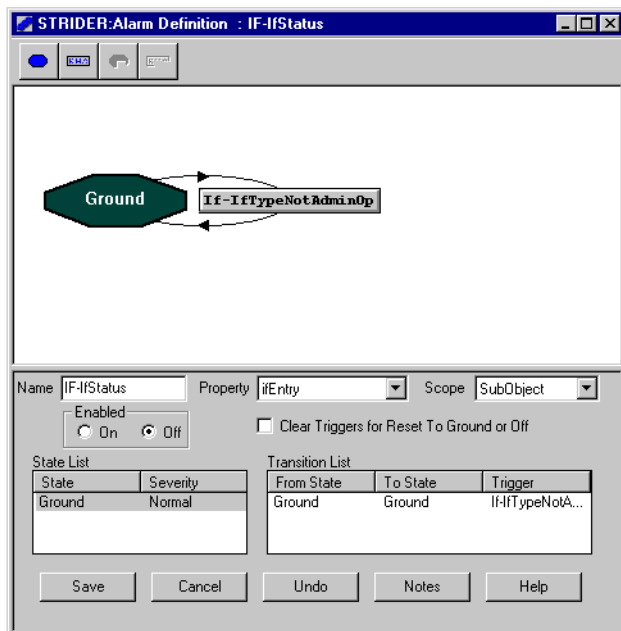 STRIDER:Alarm Definition : IF-IfStatus
Ground
If-IfTypeNotAdminOp
Name IF-IfStatus Property ifEntry Scope SubObject
Enabled
On Off Clear Triggers for Reset To Ground or Off
State List Transition List
State Severity From State To State Trigger
Ground Normal Ground Ground If-IfTypeNotA...
Save Cancel Undo Notes Help